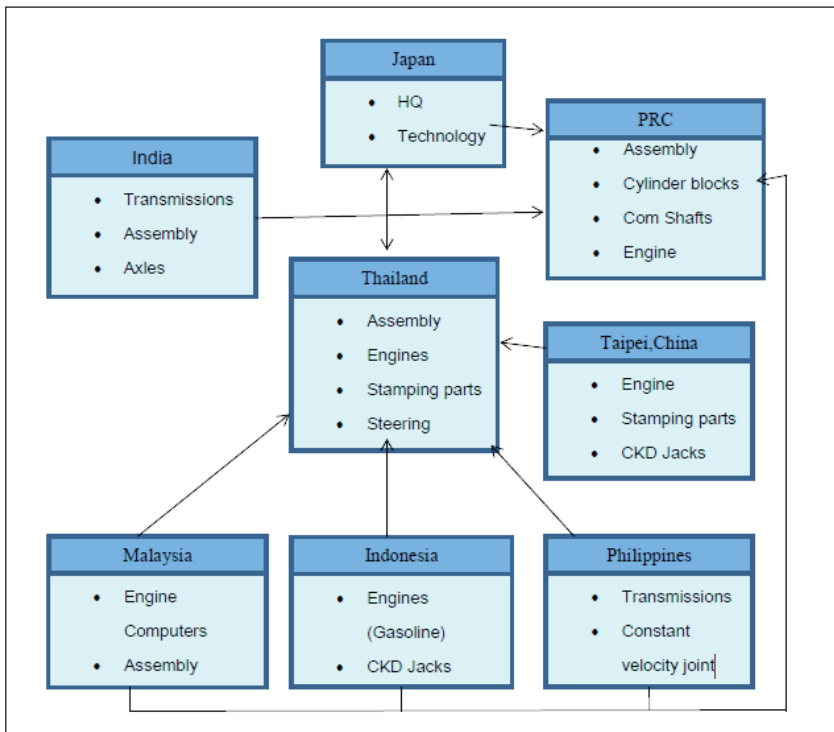 Japan
• HQ
• Technology
PRC
• Assembly
• Cylinder blocks
• Com Shafts
• Engine
India
• Transmissions
• Assembly
• Axles
Thailand
• Assembly
• Engines
• Stamping parts
• Steering
Taipei,China
• Engine
• Stamping parts
• CKD Jacks
Malaysia
• Engine
Computers
• Assembly
Indonesia
• Engines
(Gasoline)
• CKD Jacks
Philippines
• Transmissions
• Constant
velocity joint